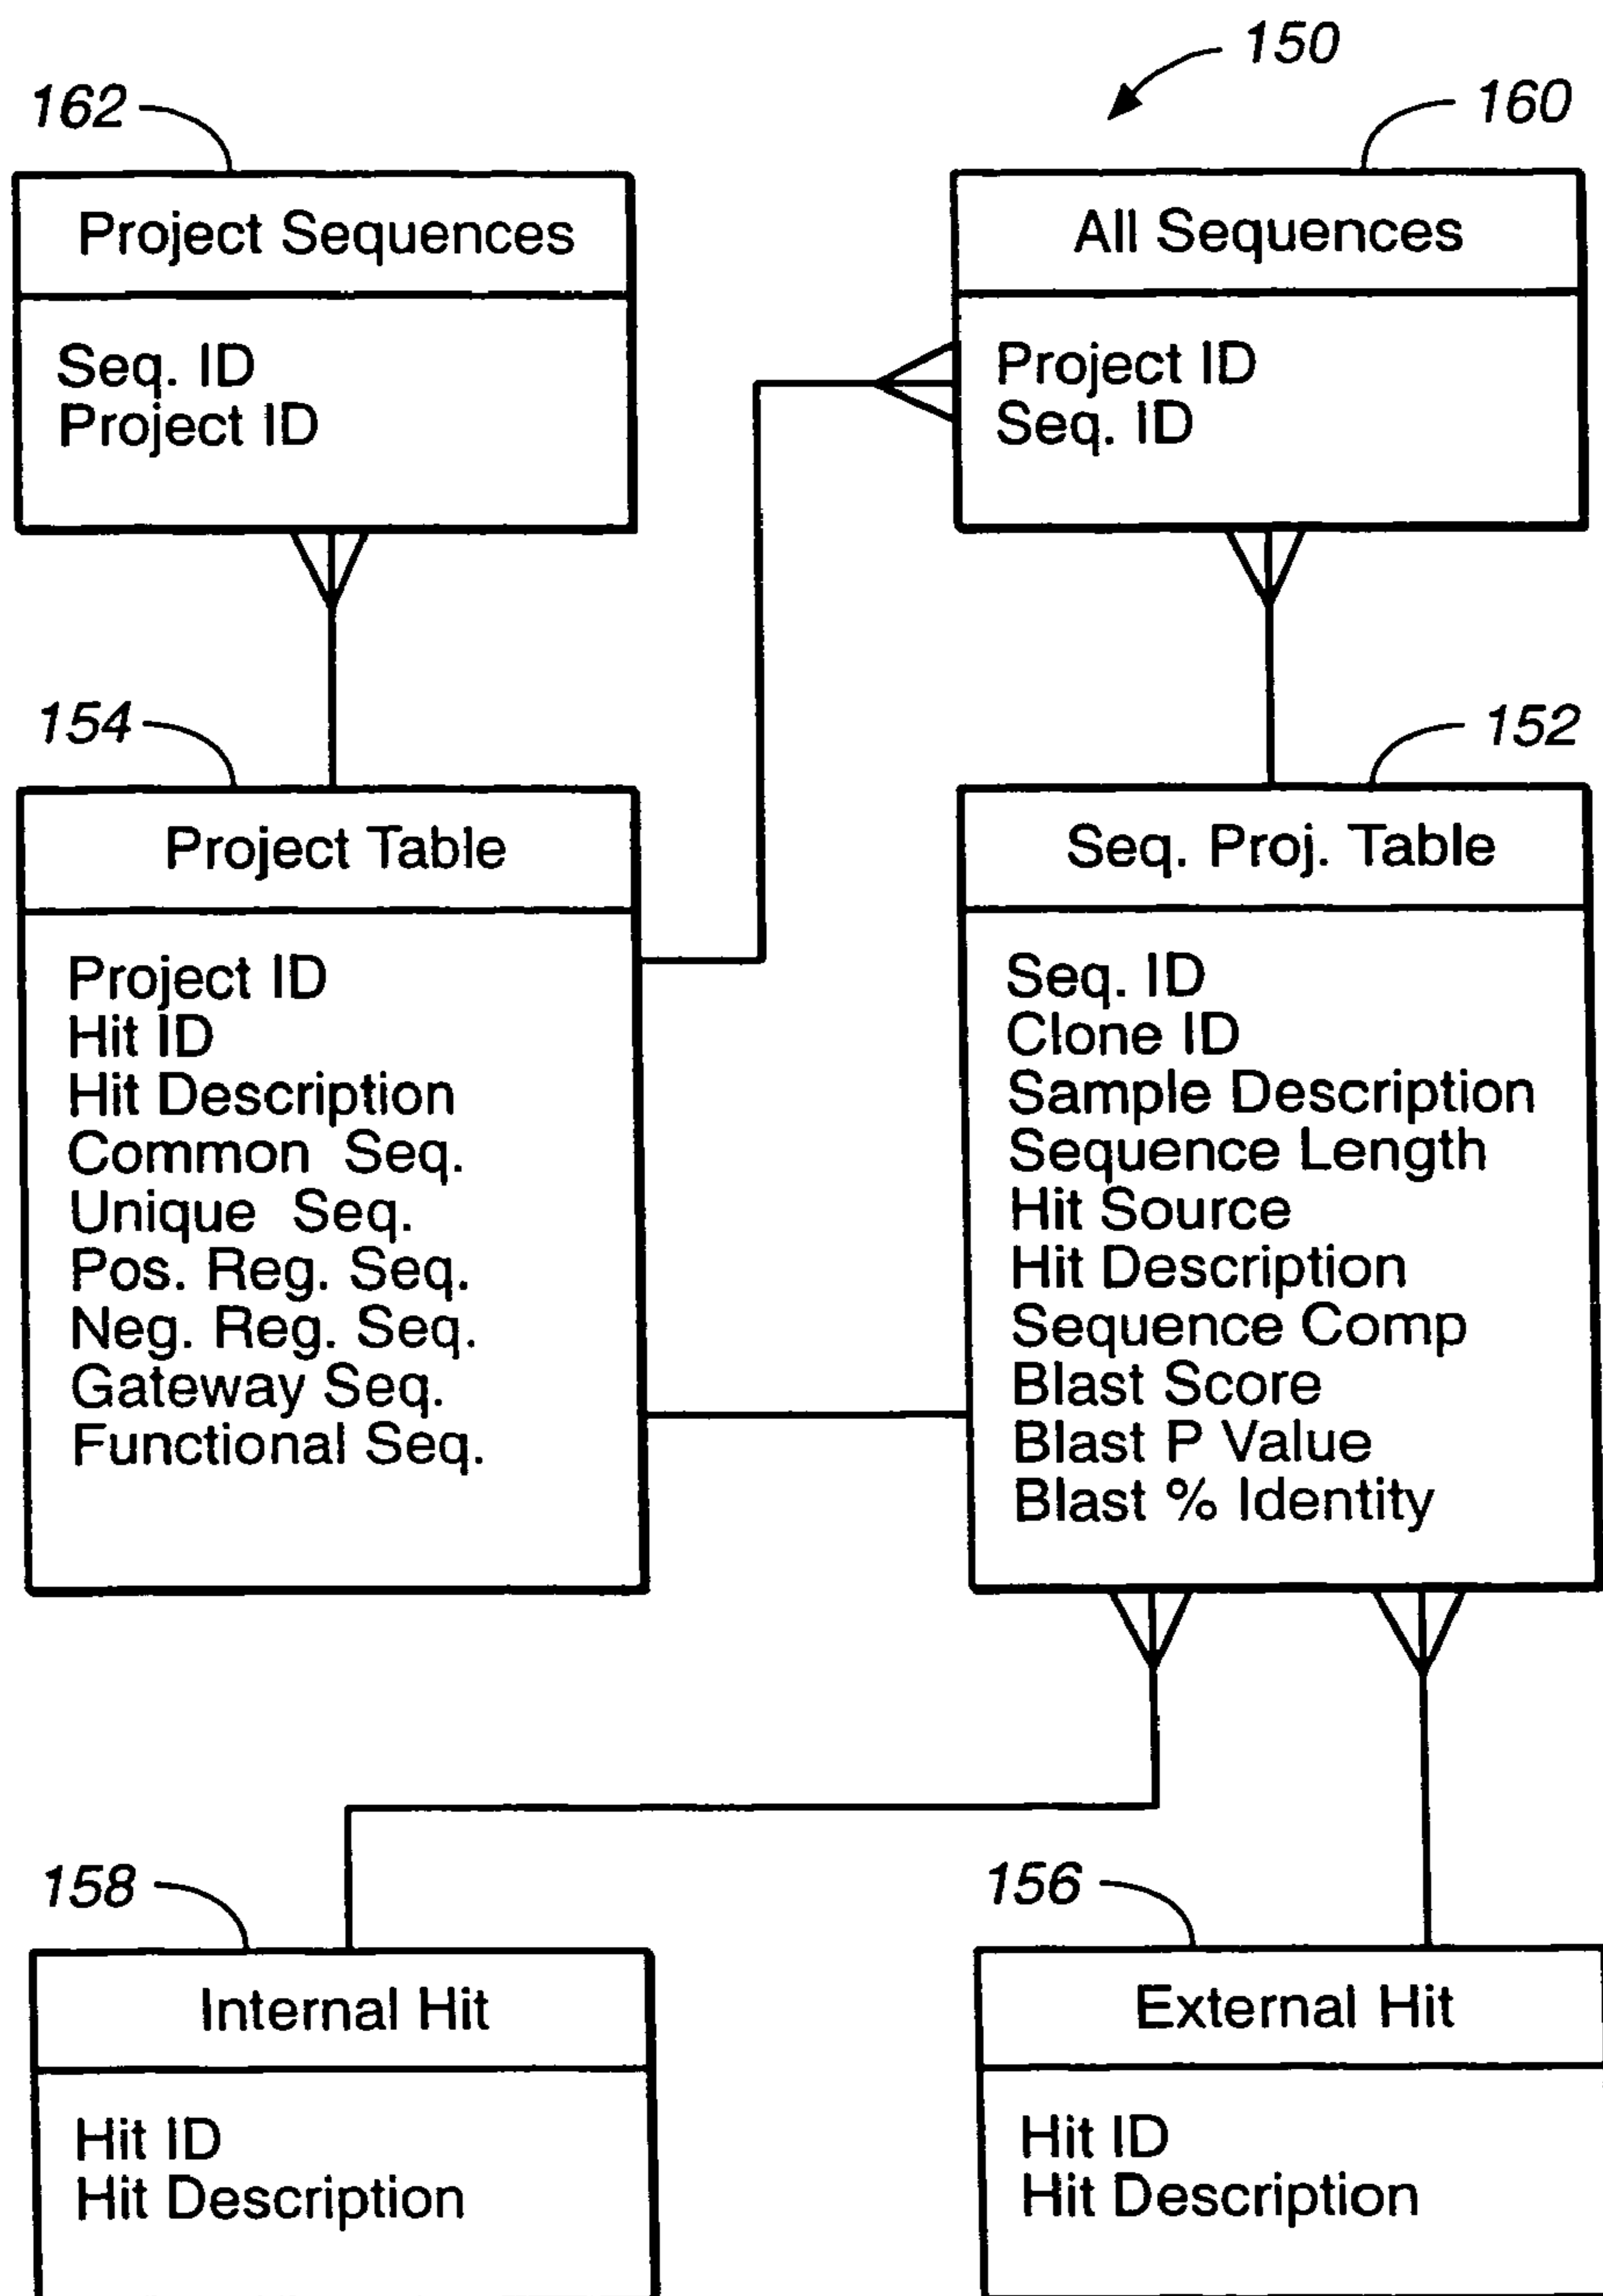 150
162
160
Project Sequences
Seq. ID
Project ID
All Sequences
Project ID
Seq. ID
154
152
Project Table
Project ID
Hit ID
Hit Description
Common Seq.
Unique Seq.
Pos. Reg. Seq.
Neg. Reg. Seq.
Gateway Seq.
Functional Seq.
Seq. Proj. Table
Seq. ID
Clone ID
Sample Description
Sequence Length
Hit Source
Hit Description
Sequence Comp
Blast Score
Blast P Value
Blast % Identity
158
156
Internal Hit
Hit ID
Hit Description
External Hit
Hit ID
Hit Description